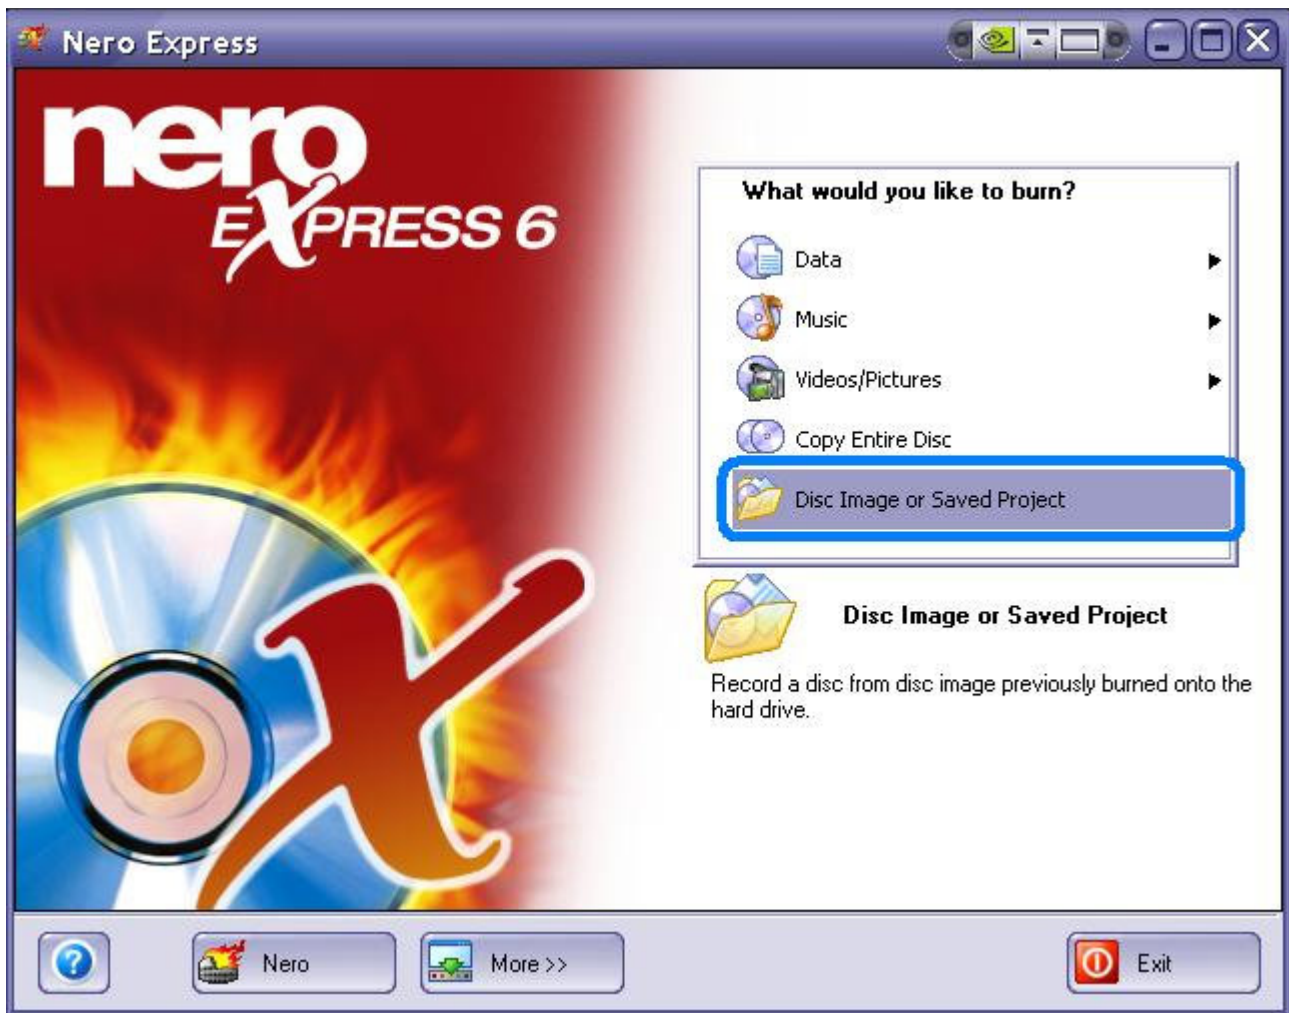 Nero Express
nero
EXPRESS 6
What would you like to burn?
Data
Music
Videos/Pictures
Copy Entire Disc
Disc Image or Saved Project
Disc Image or Saved Project
Record a disc from disc image previously burned onto the
hard drive.
?
Nero
More >>
Exit